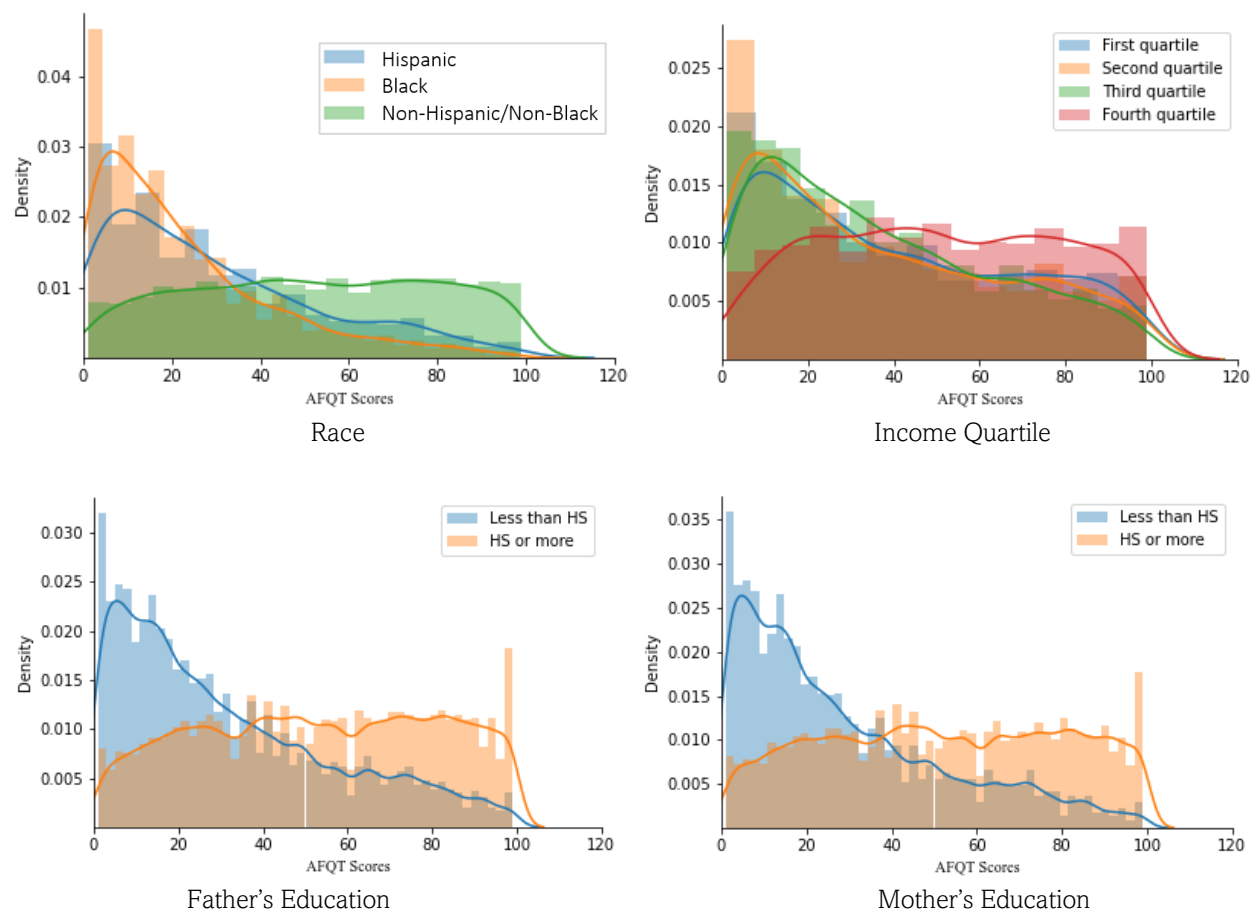 Hispanic
Black
Non-Hispanic/Non-Black
0.04
0.03
0.02
0.01
Density
0 20 40 60 80 100 120
AFQT Scores
Race
First quartile
Second quartile
Third quartile
Fourth quartile
0.025
0.020
0.015
0.010
0.005
Density
0 20 40 60 80 100 120
AFQT Scores
Income Quartile
Less than HS
HS or more
0.030
0.025
0.020
0.015
0.010
0.005
Density
0 20 40 60 80 100 120
AFQT Scores
Father's Education
Less than HS
HS or more
0.035
0.030
0.025
0.020
0.015
0.010
0.005
Density
0 20 40 60 80 100 120
AFQT Scores
Mother's Education